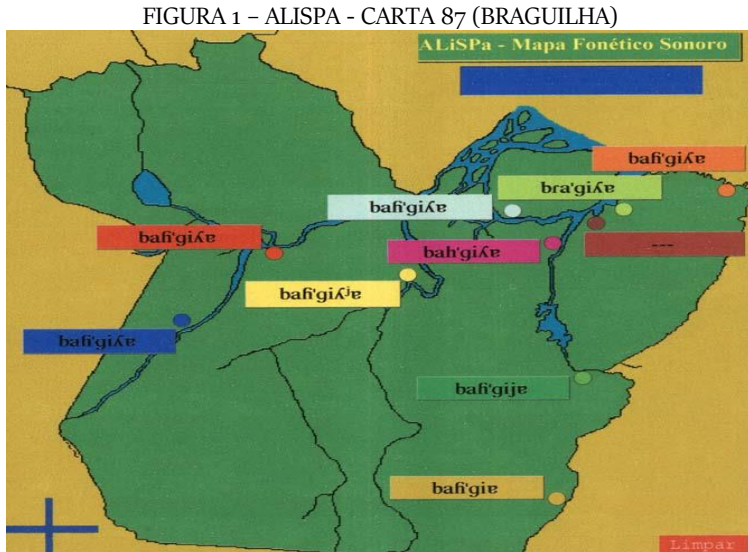 FIGURA 1 – ALISPA - CARTA 87 (BRAGUILHA)
ALiSPa - Mapa Fonético Sonoro
baɦ'giʎɐ
bɾa'giʎɐ
baɦ'giʎɐ
baɦ'giʎɐ
bah'giʎɐ
---
baɦ'giʎʲɐ
baɦ'giʎɐ
baɦ'gijɐ
baɦ'giɐ
Limpar